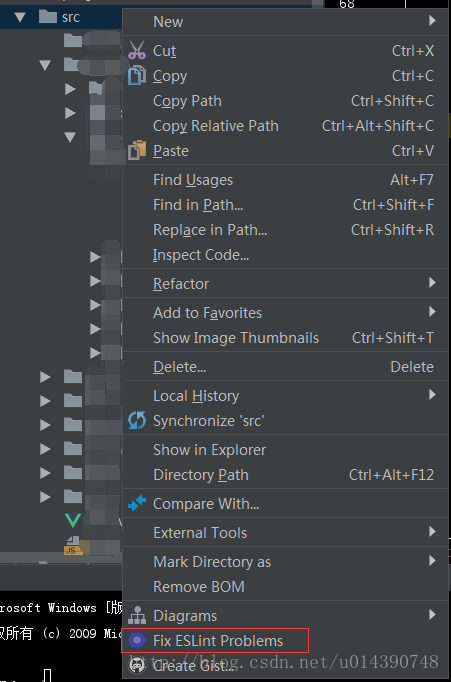 68
src
New
Cut Ctrl+X
Copy Ctrl+C
Copy Path Ctrl+Shift+C
Copy Relative Path Ctrl+Alt+Shift+C
Paste Ctrl+V
Find Usages Alt+F7
Find in Path... Ctrl+Shift+F
Replace in Path... Ctrl+Shift+R
Inspect Code...
Refactor
Add to Favorites
Show Image Thumbnails Ctrl+Shift+T
Delete... Delete
Local History
Synchronize 'src'
Show in Explorer
Directory Path Ctrl+Alt+F12
Compare With...
JS
External Tools
Mark Directory as
Remove BOM
rosoft Windows [版
Diagrams
权所有 (c) 2009 Mic
Fix ESLint Problems
http://blog.csdn.net/u014390748
Create Gist...